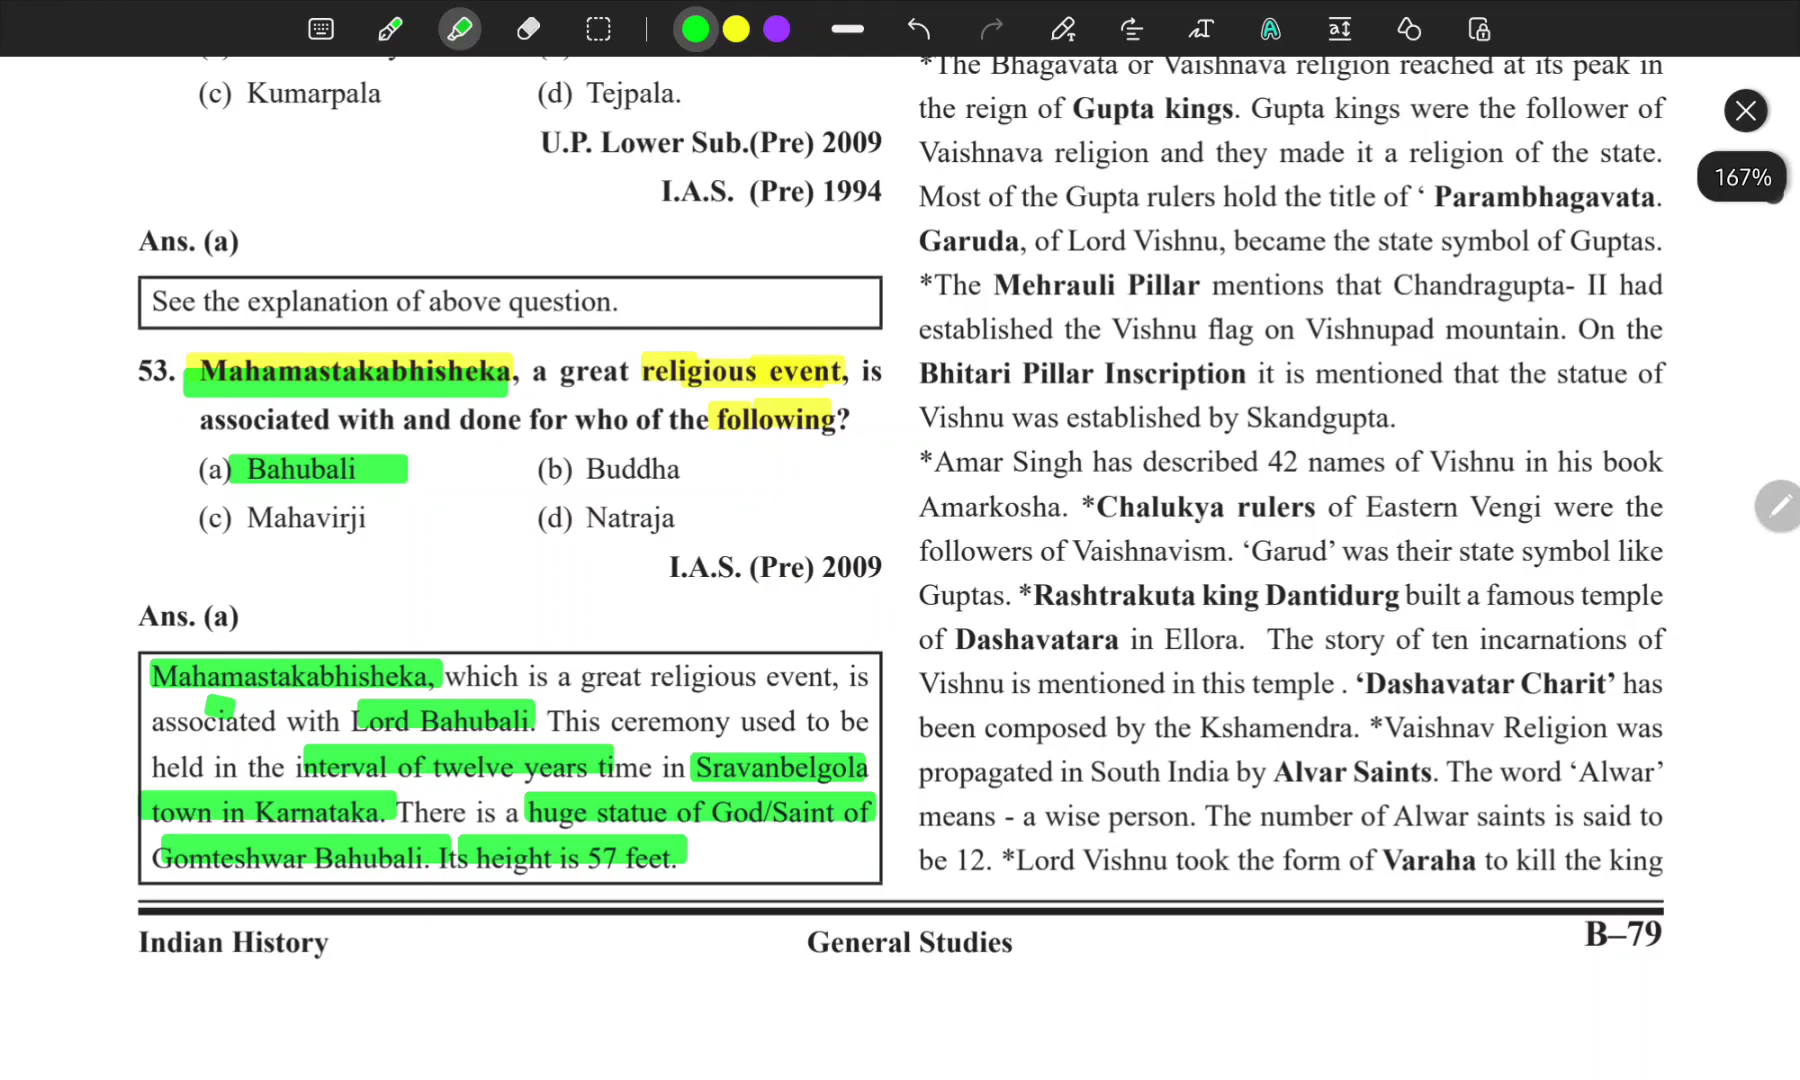 (c) Kumarpala (d) Tejpala.
U.P. Lower Sub.(Pre) 2009
I.A.S. (Pre) 1994
Ans. (a)
See the explanation of above question.
53. Mahamastakabhisheka, a great religious event, is
associated with and done for who of the following?
(a) Bahubali (b) Buddha
(c) Mahavirji (d) Natraja
I.A.S. (Pre) 2009
Ans. (a)
Mahamastakabhisheka, which is a great religious event, is
associated with Lord Bahubali. This ceremony used to be
held in the interval of twelve years time in Sravanbelgola
town in Karnataka. There is a huge statue of God/Saint of
Gomteshwar Bahubali. Its height is 57 feet.
*The Bhagavata or Vaishnava religion reached at its peak in
the reign of Gupta kings. Gupta kings were the follower of
Vaishnava religion and they made it a religion of the state.
Most of the Gupta rulers hold the title of ‘ Parambhagavata.
Garuda, of Lord Vishnu, became the state symbol of Guptas.
*The Mehrauli Pillar mentions that Chandragupta- II had
established the Vishnu flag on Vishnupad mountain. On the
Bhitari Pillar Inscription it is mentioned that the statue of
Vishnu was established by Skandgupta.
*Amar Singh has described 42 names of Vishnu in his book
Amarkosha. *Chalukya rulers of Eastern Vengi were the
followers of Vaishnavism. ‘Garud’ was their state symbol like
Guptas. *Rashtrakuta king Dantidurg built a famous temple
of Dashavatara in Ellora. The story of ten incarnations of
Vishnu is mentioned in this temple . ‘Dashavatar Charit’ has
been composed by the Kshamendra. *Vaishnav Religion was
propagated in South India by Alvar Saints. The word ‘Alwar’
means - a wise person. The number of Alwar saints is said to
be 12. *Lord Vishnu took the form of Varaha to kill the king
167%
Indian History General Studies B–79